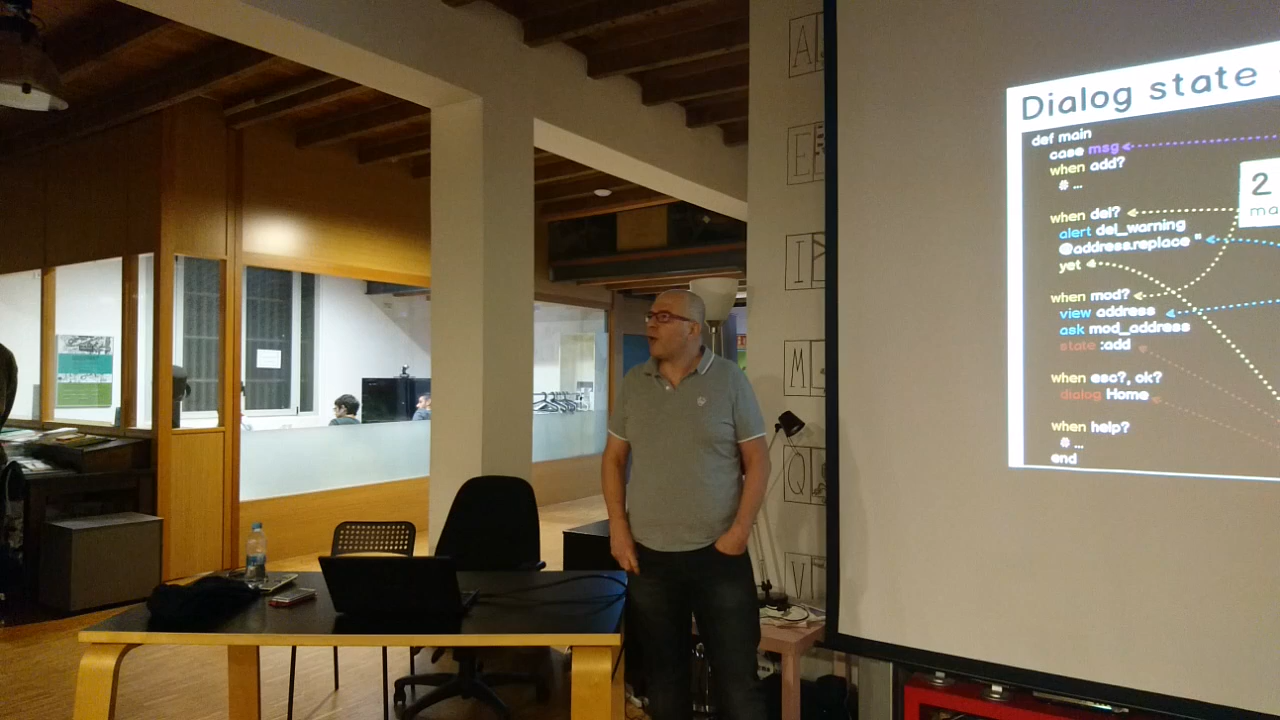 Dialog state
def main
case msg
when add?
# ...
2
when del?
alert del_warning
@address.replace "
yet
when mod?
view address
ask mod_address
state :add
when esc?, ok?
dialog Home
when help?
# ...
end
A
E
I
M
Q
V